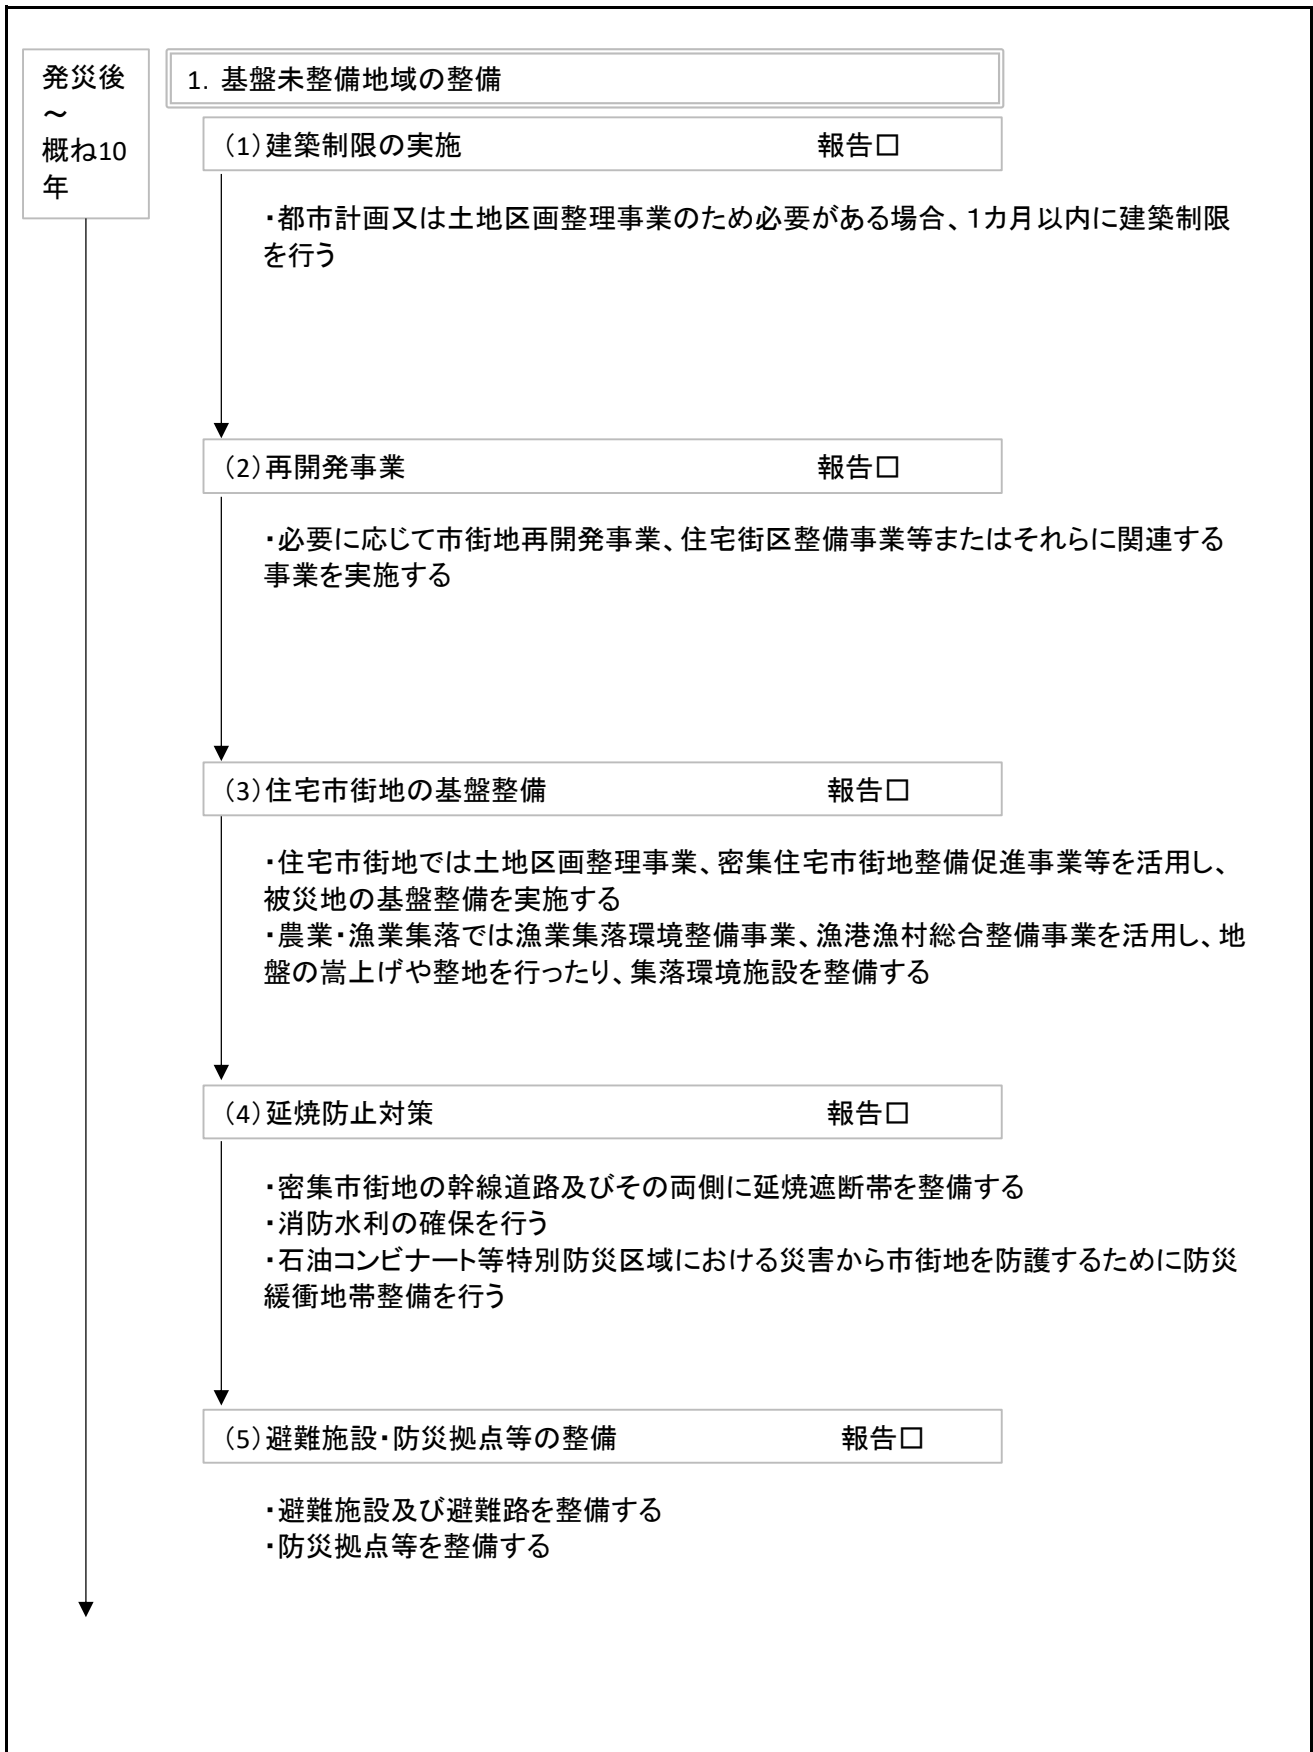 発災後
～
概ね10
年
1. 基盤未整備地域の整備
(1)建築制限の実施 報告□
・都市計画又は土地区画整理事業のため必要がある場合、1カ月以内に建築制限
を行う
(2)再開発事業 報告□
・必要に応じて市街地再開発事業、住宅街区整備事業等またはそれらに関連する
事業を実施する
(3)住宅市街地の基盤整備 報告□
・住宅市街地では土地区画整理事業、密集住宅市街地整備促進事業等を活用し、
被災地の基盤整備を実施する
・農業・漁業集落では漁業集落環境整備事業、漁港漁村総合整備事業を活用し、地
盤の嵩上げや整地を行ったり、集落環境施設を整備する
(4)延焼防止対策 報告□
・密集市街地の幹線道路及びその両側に延焼遮断帯を整備する
・消防水利の確保を行う
・石油コンビナート等特別防災区域における災害から市街地を防護するために防災
緩衝地帯整備を行う
(5)避難施設・防災拠点等の整備 報告□
・避難施設及び避難路を整備する
・防災拠点等を整備する